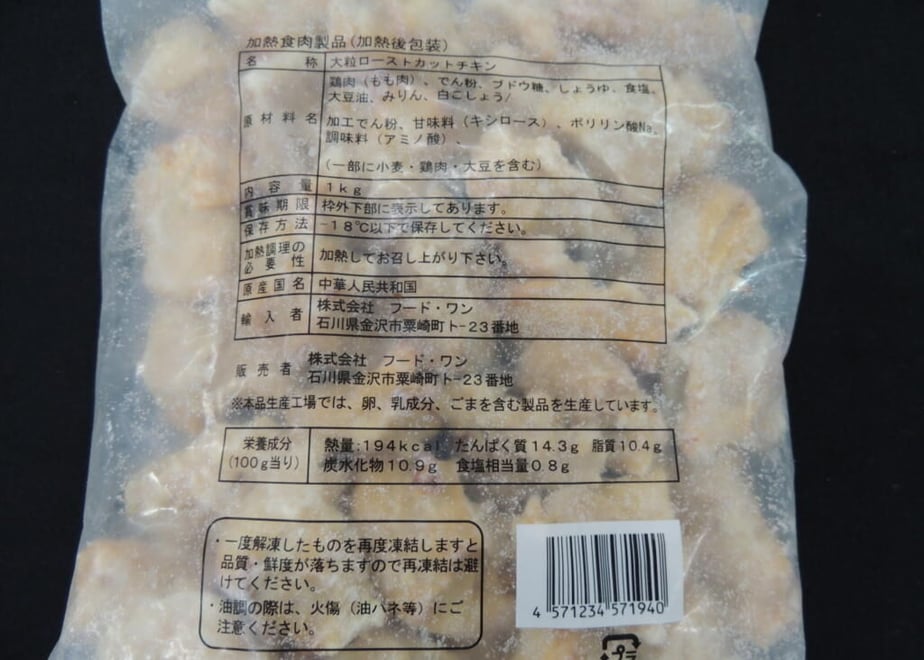 加熱食肉製品(加熱後包装)
名 称 大粒ローストカットチキン
原材料名 鶏肉(もも肉)、でん粉、ブドウ糖、しょうゆ、食塩、
大豆油、みりん、白こしょう/
加工でん粉、甘味料(キシロース)、ポリリン酸Na、
調味料(アミノ酸)、
(一部に小麦・鶏肉・大豆を含む)
内容量 1kg
賞味期限 枠外下部に表示してあります。
保存方法 -18℃以下で保存してください。
加熱調理の
必要性 加熱してお召し上がり下さい。
原産国名 中華人民共和国
輸入者 株式会社 フード・ワン
石川県金沢市粟崎町ト-23番地
販売者 株式会社 フード・ワン
石川県金沢市粟崎町ト-23番地
※本品生産工場では、卵、乳成分、ごまを含む製品を生産しています。
栄養成分
(100g当り)
熱量:194kcal たんぱく質14.3g 脂質10.4g
炭水化物10.9g 食塩相当量0.8g
・一度解凍したものを再度凍結しますと
品質・鮮度が落ちますので再凍結は避
けてください。
・油調の際は、火傷(油ハネ等)にご
注意ください。
4 571234 571940
プラ